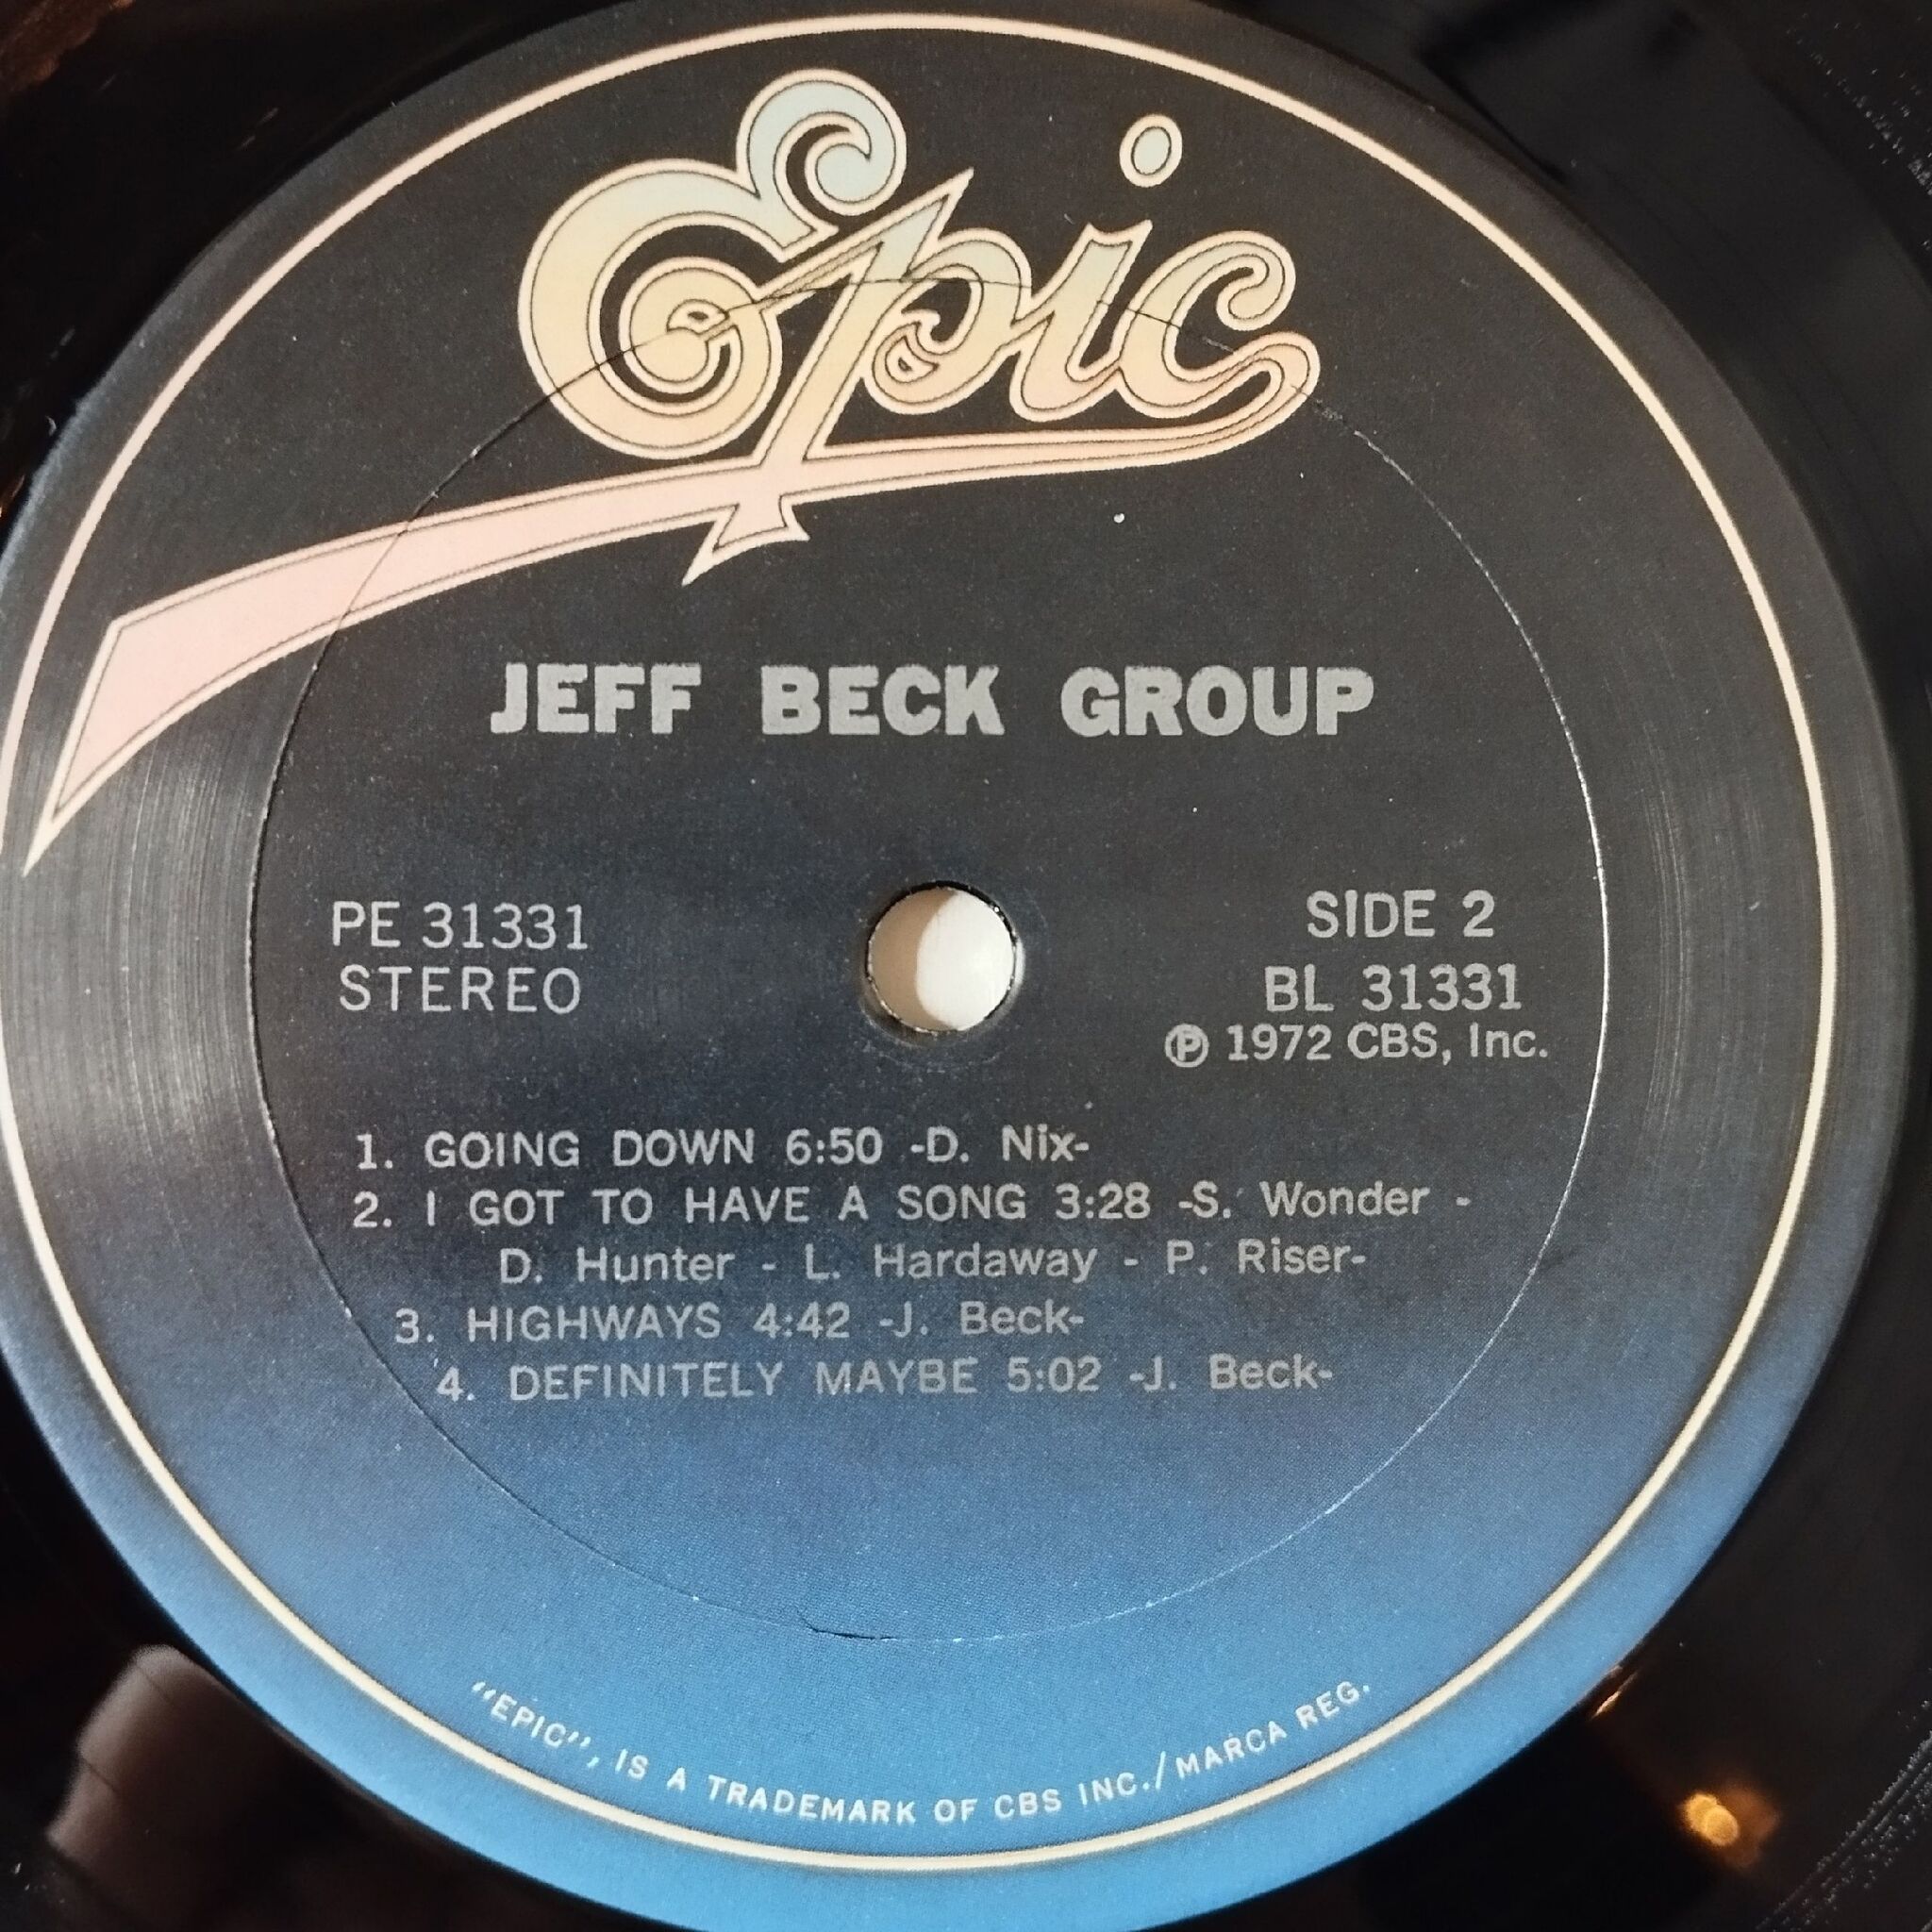 Epic
JEFF BECK GROUP
PE 31331
STEREO
SIDE 2
BL 31331
℗ 1972 CBS, Inc.
1. GOING DOWN 6:50 -D. Nix-
2. I GOT TO HAVE A SONG 3:28 -S. Wonder -
D. Hunter - L. Hardaway - P. Riser-
3. HIGHWAYS 4:42 -J. Beck-
4. DEFINITELY MAYBE 5:02 -J. Beck-
"EPIC", IS A TRADEMARK OF CBS INC./MARCA REG.